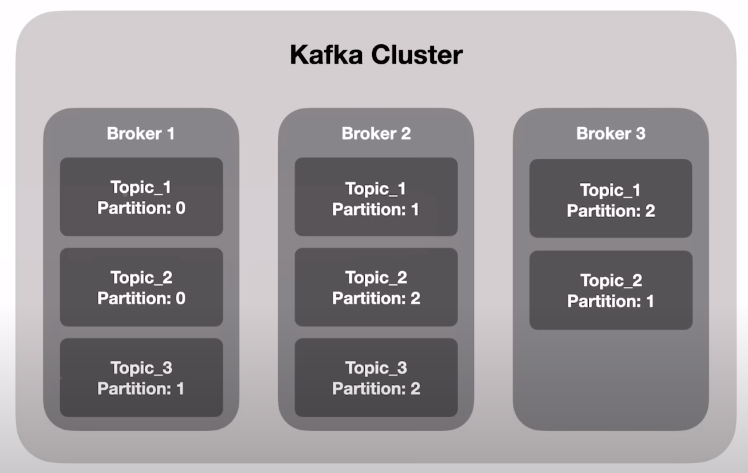 Kafka Cluster
Broker 1
Topic_1
Partition: 0
Topic_2
Partition: 0
Topic_3
Partition: 1
Broker 2
Topic_1
Partition: 1
Topic_2
Partition: 2
Topic_3
Partition: 2
Broker 3
Topic_1
Partition: 2
Topic_2
Partition: 1